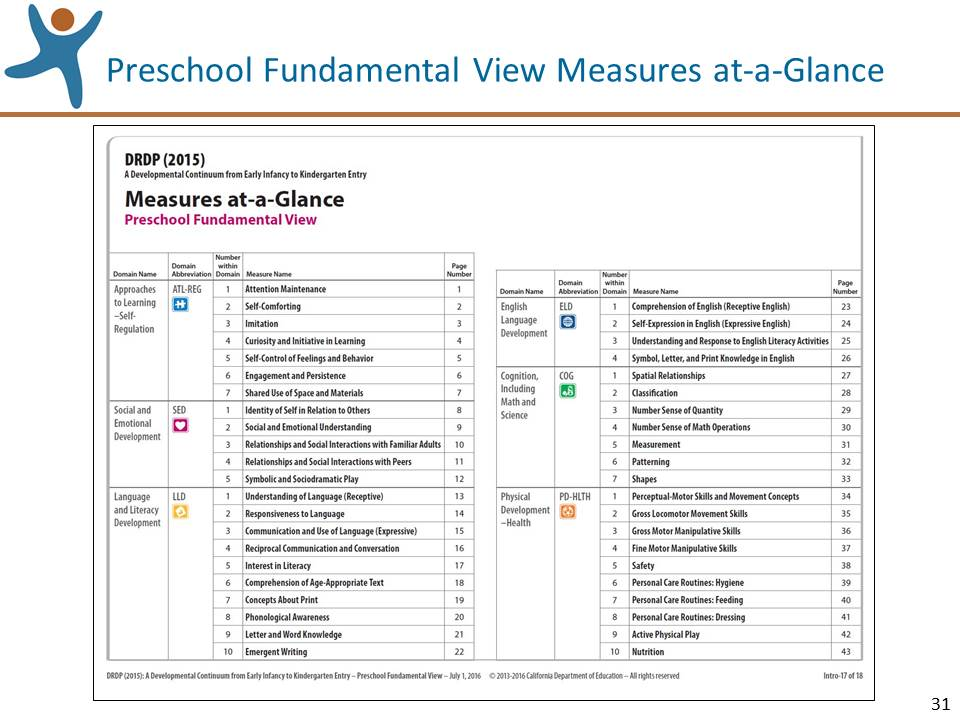 Preschool Fundamental View Measures at-a-Glance
DRDP (2015)
A Developmental Continuum from Early Infancy to Kindergarten Entry
Measures at-a-Glance
Preschool Fundamental View
Domain Name Domain Abbreviation Number within Domain Measure Name Page Number
Approaches to Learning –Self-Regulation ATL-REG 1 Attention Maintenance 1
2 Self-Comforting 2
3 Imitation 3
4 Curiosity and Initiative in Learning 4
5 Self-Control of Feelings and Behavior 5
6 Engagement and Persistence 6
7 Shared Use of Space and Materials 7
Social and Emotional Development SED 1 Identity of Self in Relation to Others 8
2 Social and Emotional Understanding 9
3 Relationships and Social Interactions with Familiar Adults 10
4 Relationships and Social Interactions with Peers 11
5 Symbolic and Sociodramatic Play 12
Language and Literacy Development LLD 1 Understanding of Language (Receptive) 13
2 Responsiveness to Language 14
3 Communication and Use of Language (Expressive) 15
4 Reciprocal Communication and Conversation 16
5 Interest in Literacy 17
6 Comprehension of Age-Appropriate Text 18
7 Concepts About Print 19
8 Phonological Awareness 20
9 Letter and Word Knowledge 21
10 Emergent Writing 22
Domain Name Domain Abbreviation Number within Domain Measure Name Page Number
English Language Development ELD 1 Comprehension of English (Receptive English) 23
2 Self-Expression in English (Expressive English) 24
3 Understanding and Response to English Literacy Activities 25
4 Symbol, Letter, and Print Knowledge in English 26
Cognition, Including Math and Science COG 1 Spatial Relationships 27
2 Classification 28
3 Number Sense of Quantity 29
4 Number Sense of Math Operations 30
5 Measurement 31
6 Patterning 32
7 Shapes 33
Physical Development –Health PD-HLTH 1 Perceptual-Motor Skills and Movement Concepts 34
2 Gross Locomotor Movement Skills 35
3 Gross Motor Manipulative Skills 36
4 Fine Motor Manipulative Skills 37
5 Safety 38
6 Personal Care Routines: Hygiene 39
7 Personal Care Routines: Feeding 40
8 Personal Care Routines: Dressing 41
9 Active Physical Play 42
10 Nutrition 43
DRDP (2015): A Developmental Continuum from Early Infancy to Kindergarten Entry – Preschool Fundamental View – July 1, 2016 © 2013-2016 California Department of Education – All rights reserved Intro-17 of 18
31